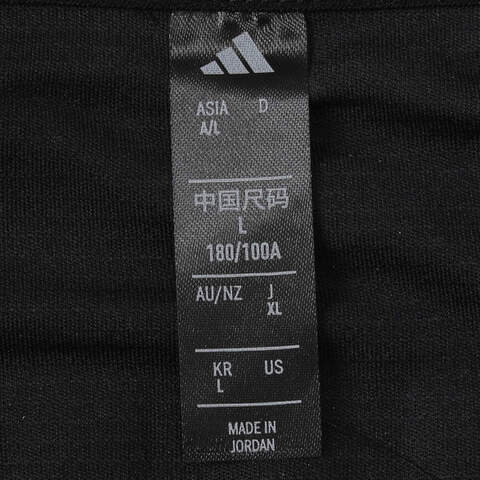 ASIA D
A/L
中国尺码
L
180/100A
AU/NZ J
XL
KR US
L
MADE IN
JORDAN